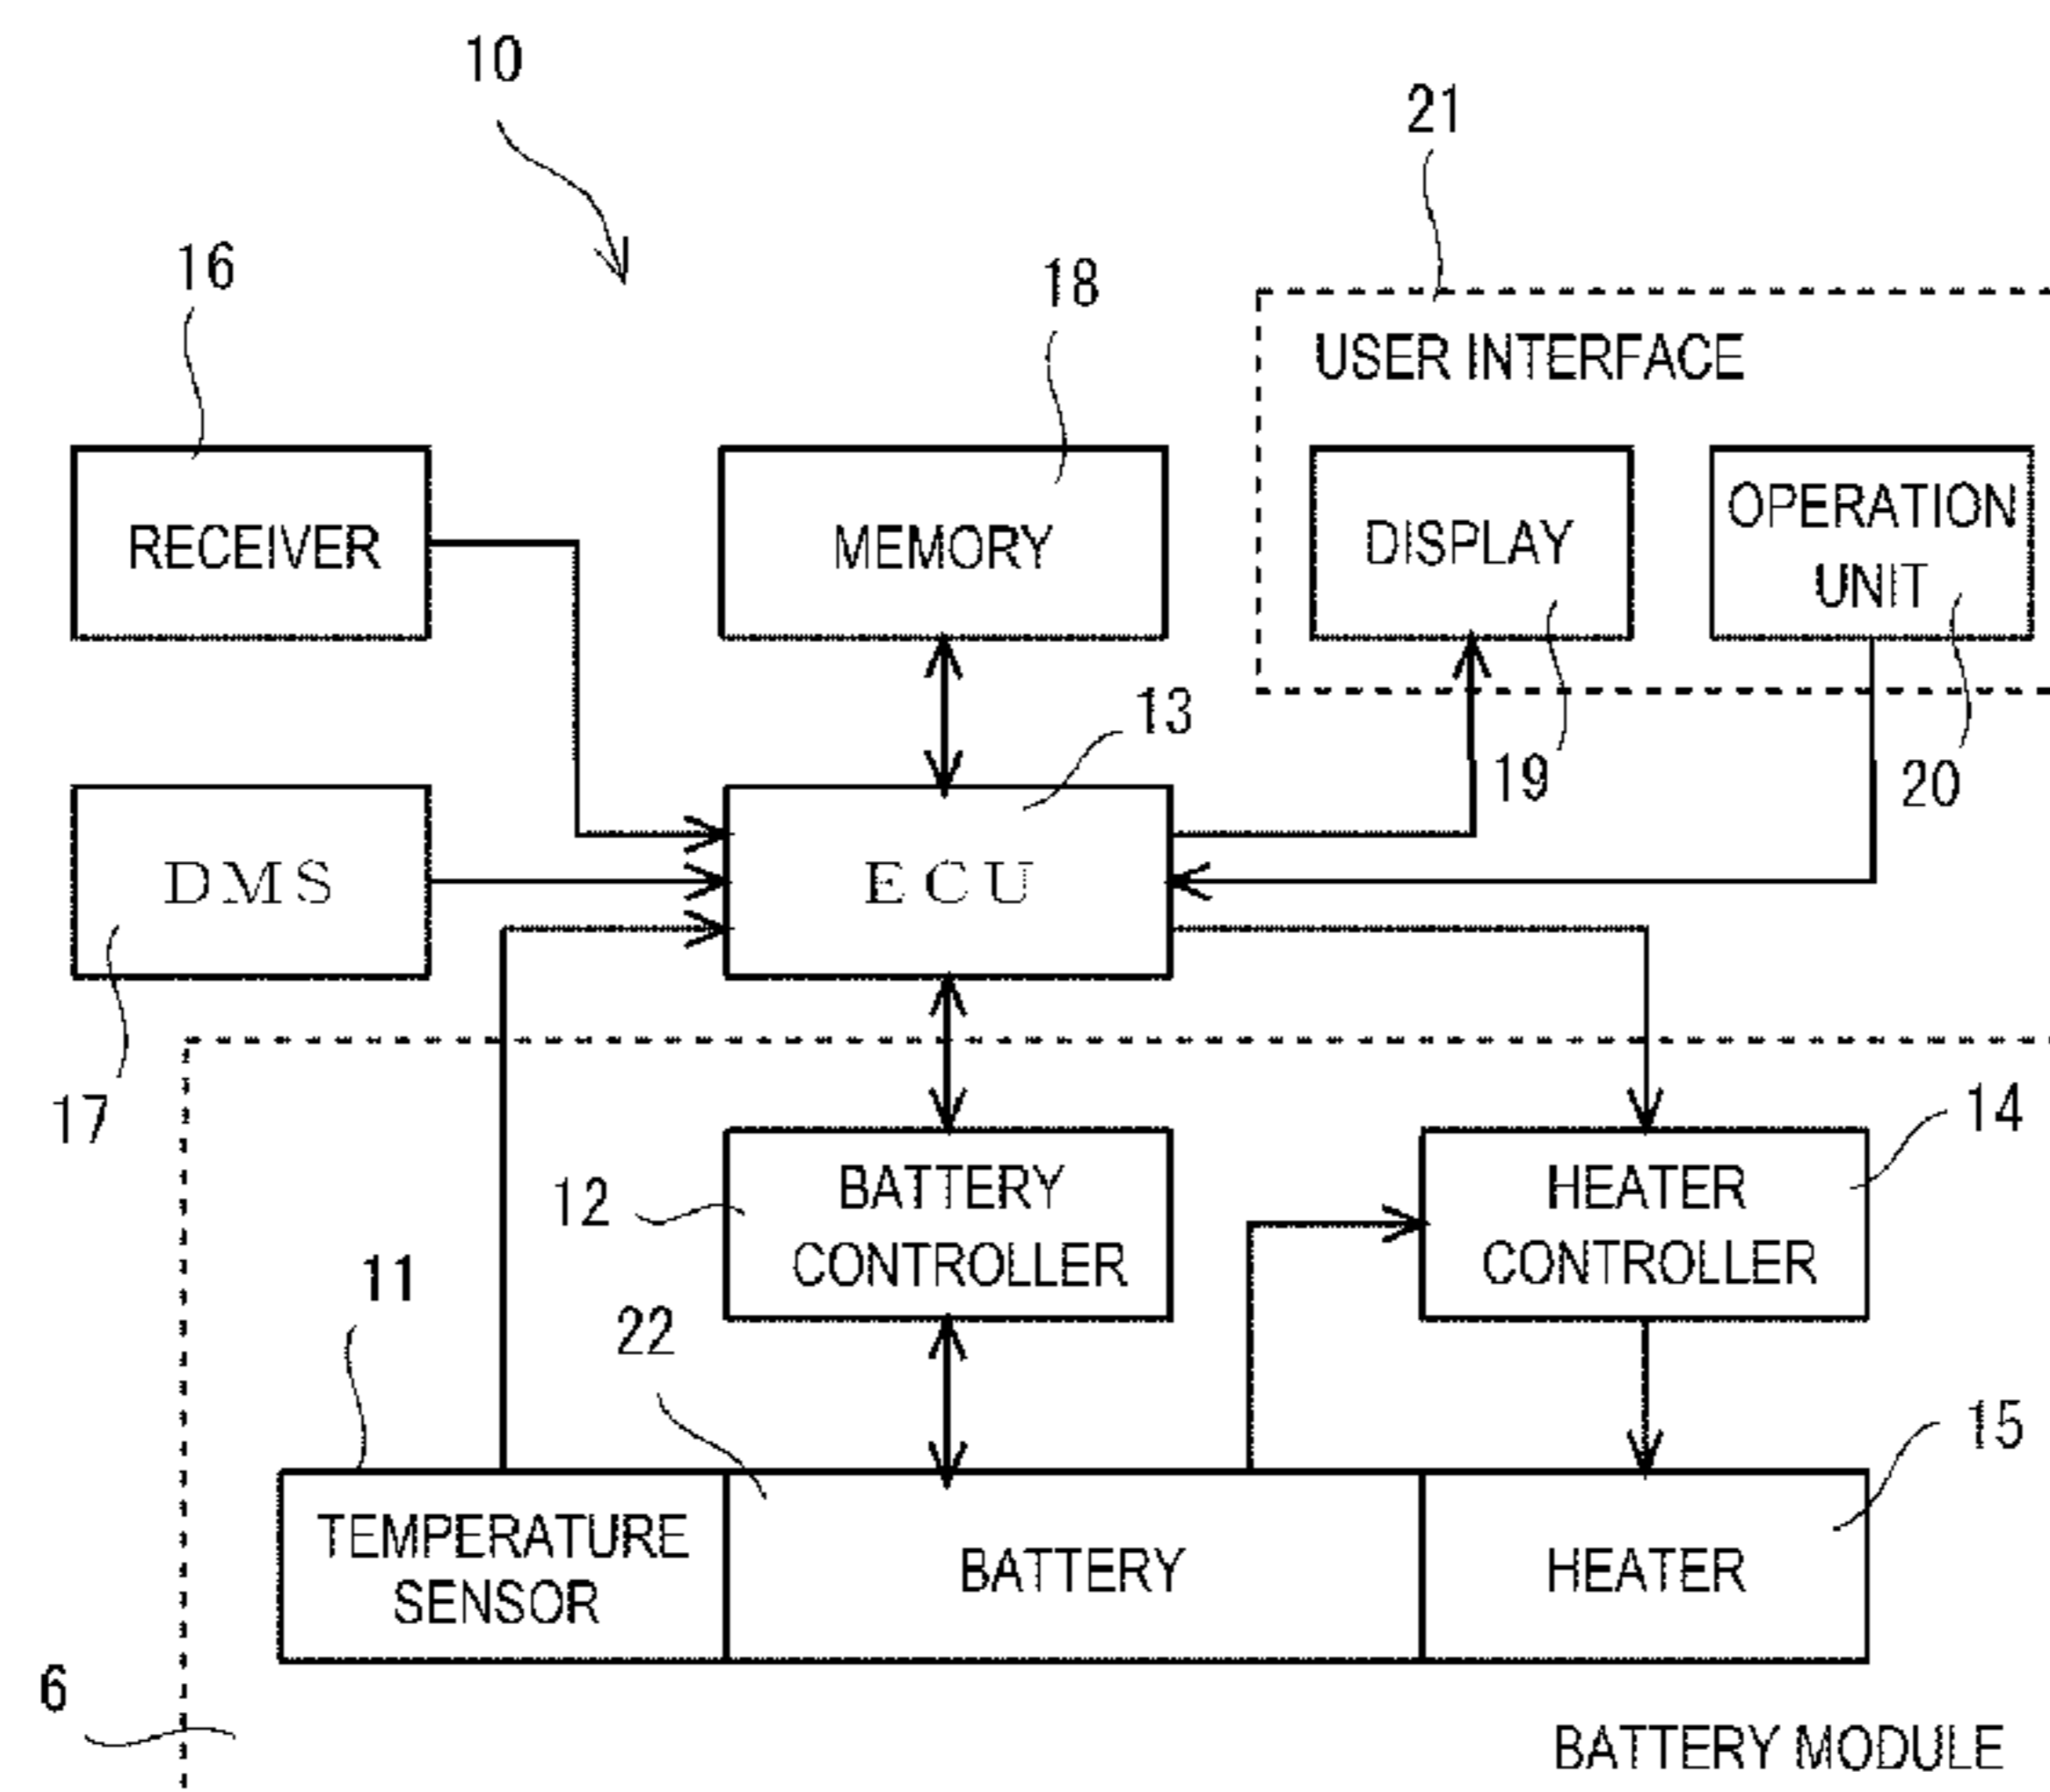 10
21
16
18
USER INTERFACE
RECEIVER
MEMORY
DISPLAY
OPERATION
UNIT
13
19
20
DMS
ECU
17
14
12
BATTERY
CONTROLLER
HEATER
CONTROLLER
11
22
15
TEMPERATURE
SENSOR
BATTERY
HEATER
6
BATTERY MODULE